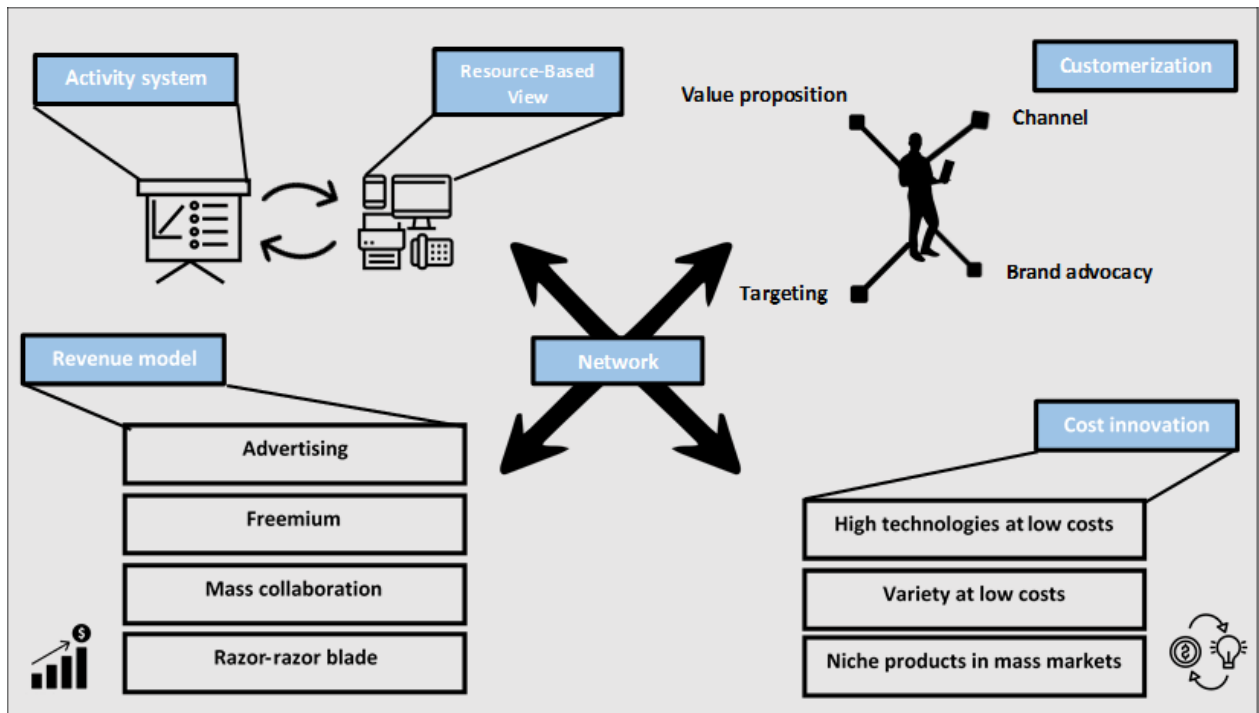 Activity system
Resource-Based
View
Customerization
Value proposition
Channel
Targeting
Brand advocacy
Network
Revenue model
Advertising
Freemium
Mass collaboration
Razor-razor blade
$
Cost innovation
High technologies at low costs
Variety at low costs
Niche products in mass markets
$